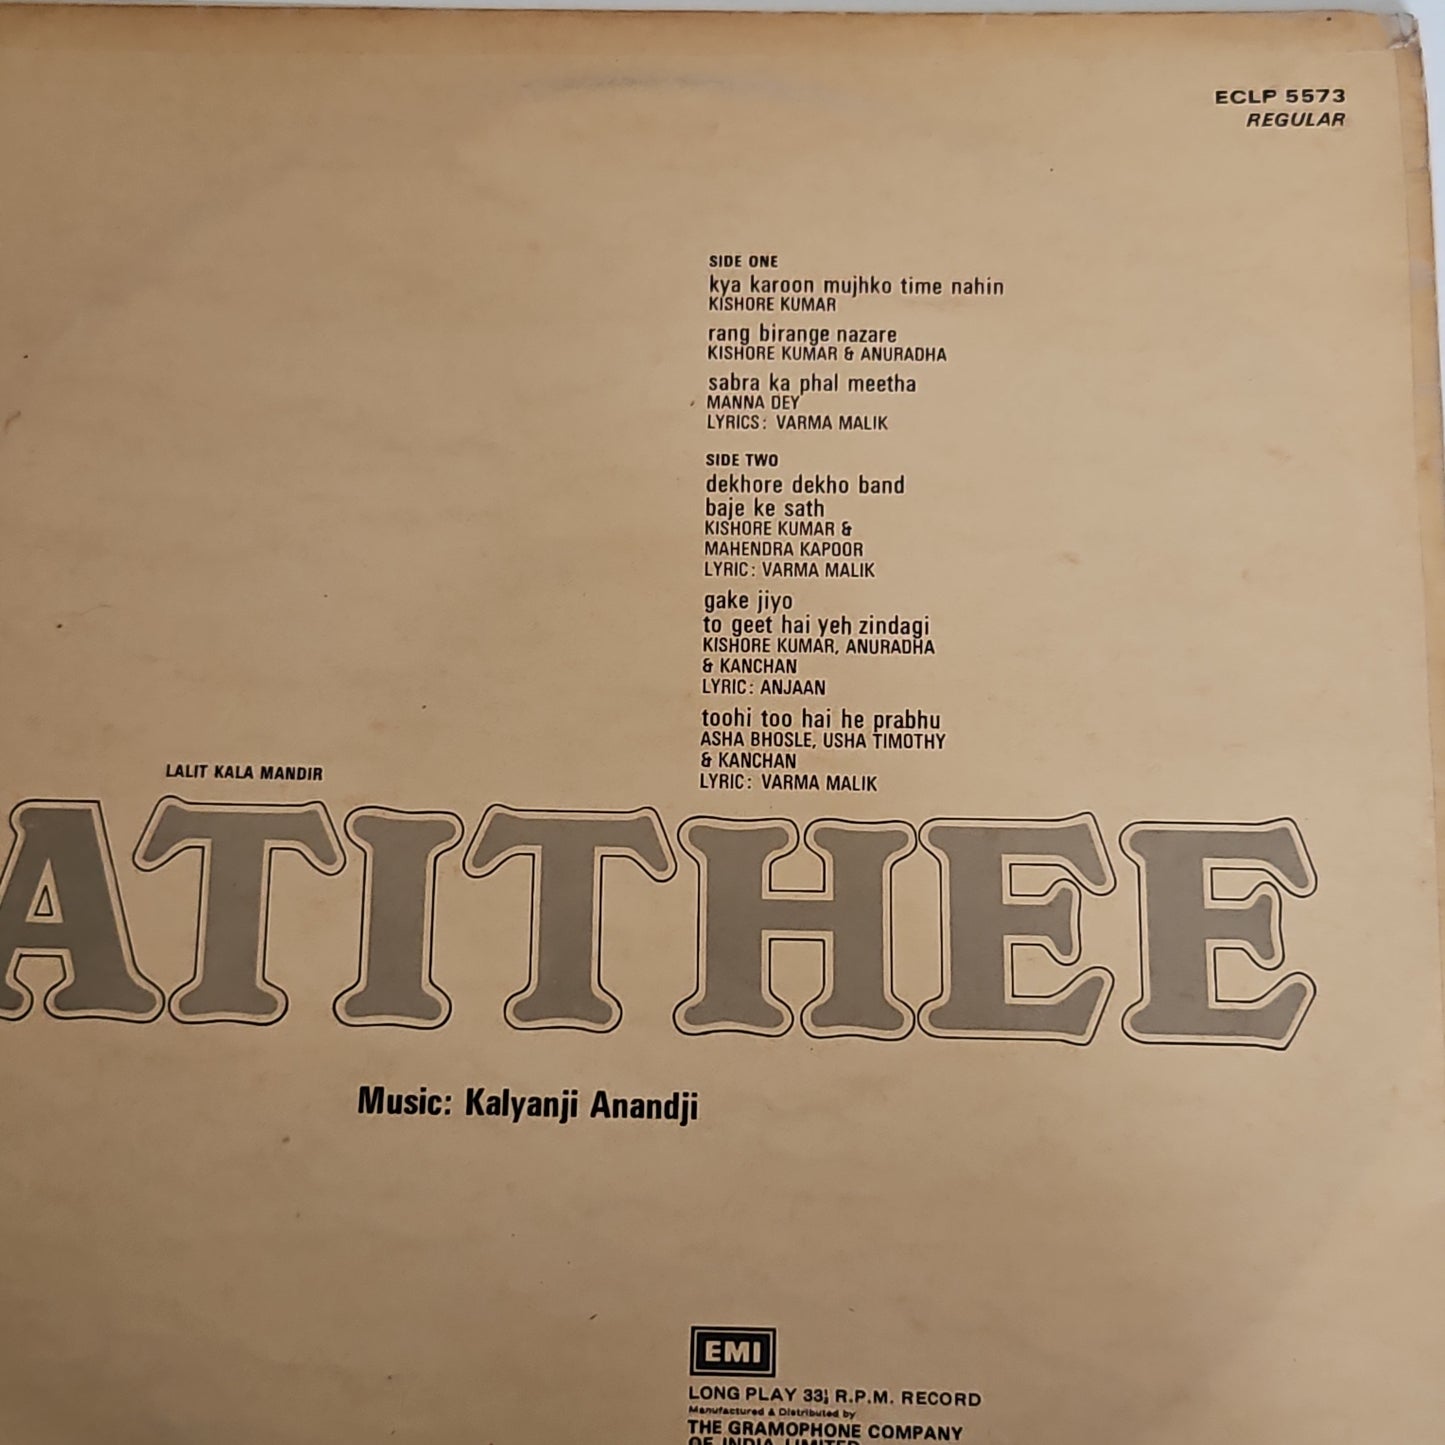 ECLP 5573
REGULAR
SIDE ONE
kya karoon mujhko time nahin
KISHORE KUMAR
rang birange nazare
KISHORE KUMAR & ANURADHA
sabra ka phal meetha
MANNA DEY
LYRICS: VARMA MALIK
SIDE TWO
dekhore dekho band
baje ke sath
KISHORE KUMAR &
MAHENDRA KAPOOR
LYRIC: VARMA MALIK
gake jiyo
to geet hai yeh zindagi
KISHORE KUMAR, ANURADHA
& KANCHAN
LYRIC: ANJAAN
toohi too hai he prabhu
ASHA BHOSLE, USHA TIMOTHY
& KANCHAN
LYRIC: VARMA MALIK
LALIT KALA MANDIR
ATITHEE
Music: Kalyanji Anandji
EMI
LONG PLAY 33⅓ R.P.M. RECORD
Manufactured & Distributed by
THE GRAMOPHONE COMPANY
OF INDIA LIMITED